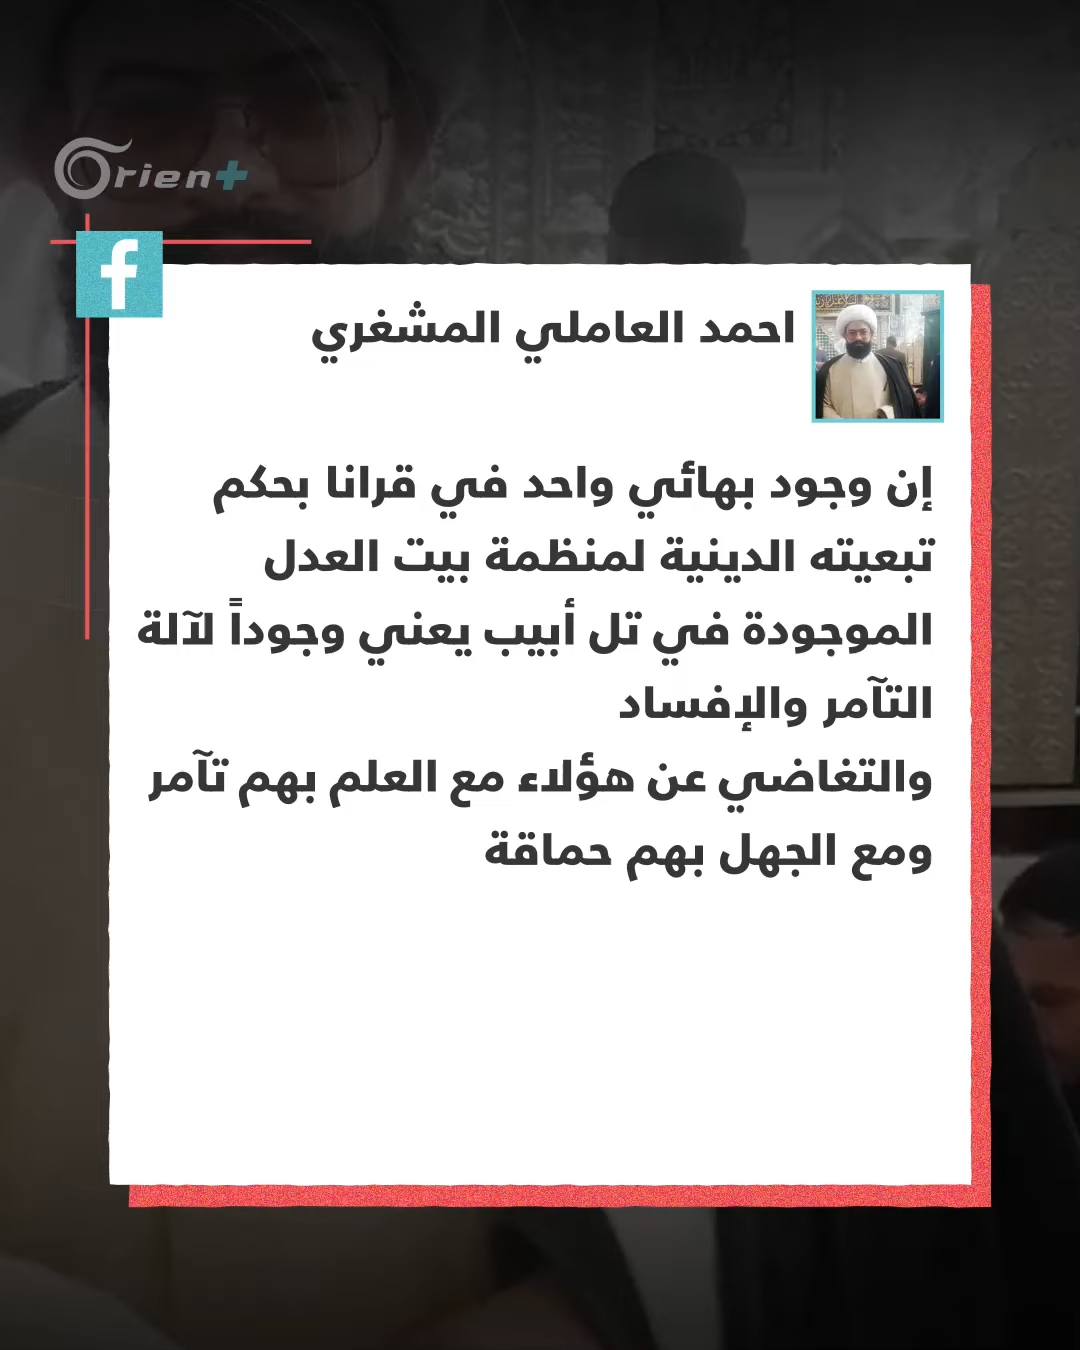 Orient+
احمد العاملي المشغري
إن وجود بهائي واحد في قرانا بحكم
تبعيته الدينية لمنظمة بيت العدل
الموجودة في تل أبيب يعني وجوداً لآلة
التآمر والإفساد
والتغاضي عن هؤلاء مع العلم بهم تآمر
ومع الجهل بهم حماقة